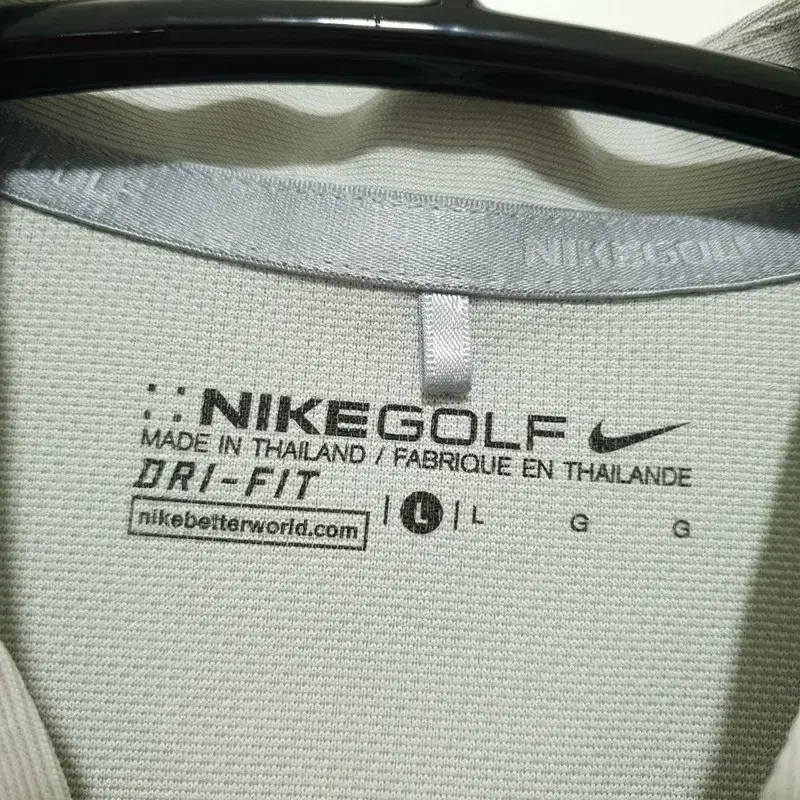 NIKEGOLF
NIKEGOLF
MADE IN THAILAND / FABRIQUE EN THAILANDE
DRI-FIT
nikebetterworld.com | L | L G G